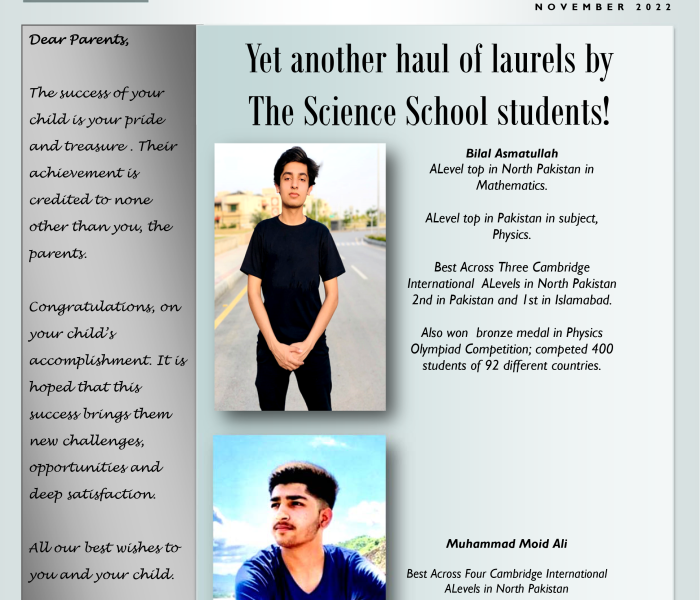 NOVEMBER 2022
Dear Parents,
The success of your
child is your pride
and treasure . Their
achievement is
credited to none
other than you, the
parents.
Congratulations, on
your child's
accomplishment. It is
hoped that this
success brings them
new challenges,
opportunities and
deep satisfaction.
All our best wishes to
you and your child.
Yet another haul of laurels by
The Science School students!
Bilal Asmatullah
ALevel top in North Pakistan in
Mathematics.
ALevel top in Pakistan in subject,
Physics.
Best Across Three Cambridge
International ALevels in North Pakistan
2nd in Pakistan and 1st in Islamabad.
Also won bronze medal in Physics
Olympiad Competition; competed 400
students of 92 different countries.
Muhammad Moid Ali
Best Across Four Cambridge International
ALevels in North Pakistan